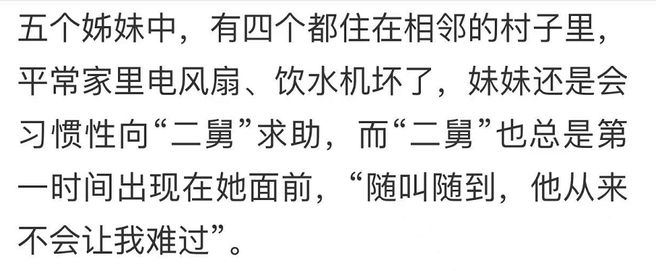 五个姊妹中，有四个都住在相邻的村子里，
平常家里电风扇、饮水机坏了，妹妹还是会
习惯性向“二舅”求助，而“二舅”也总是第
一时间出现在她面前，“随叫随到，他从来
不会让我难过”。